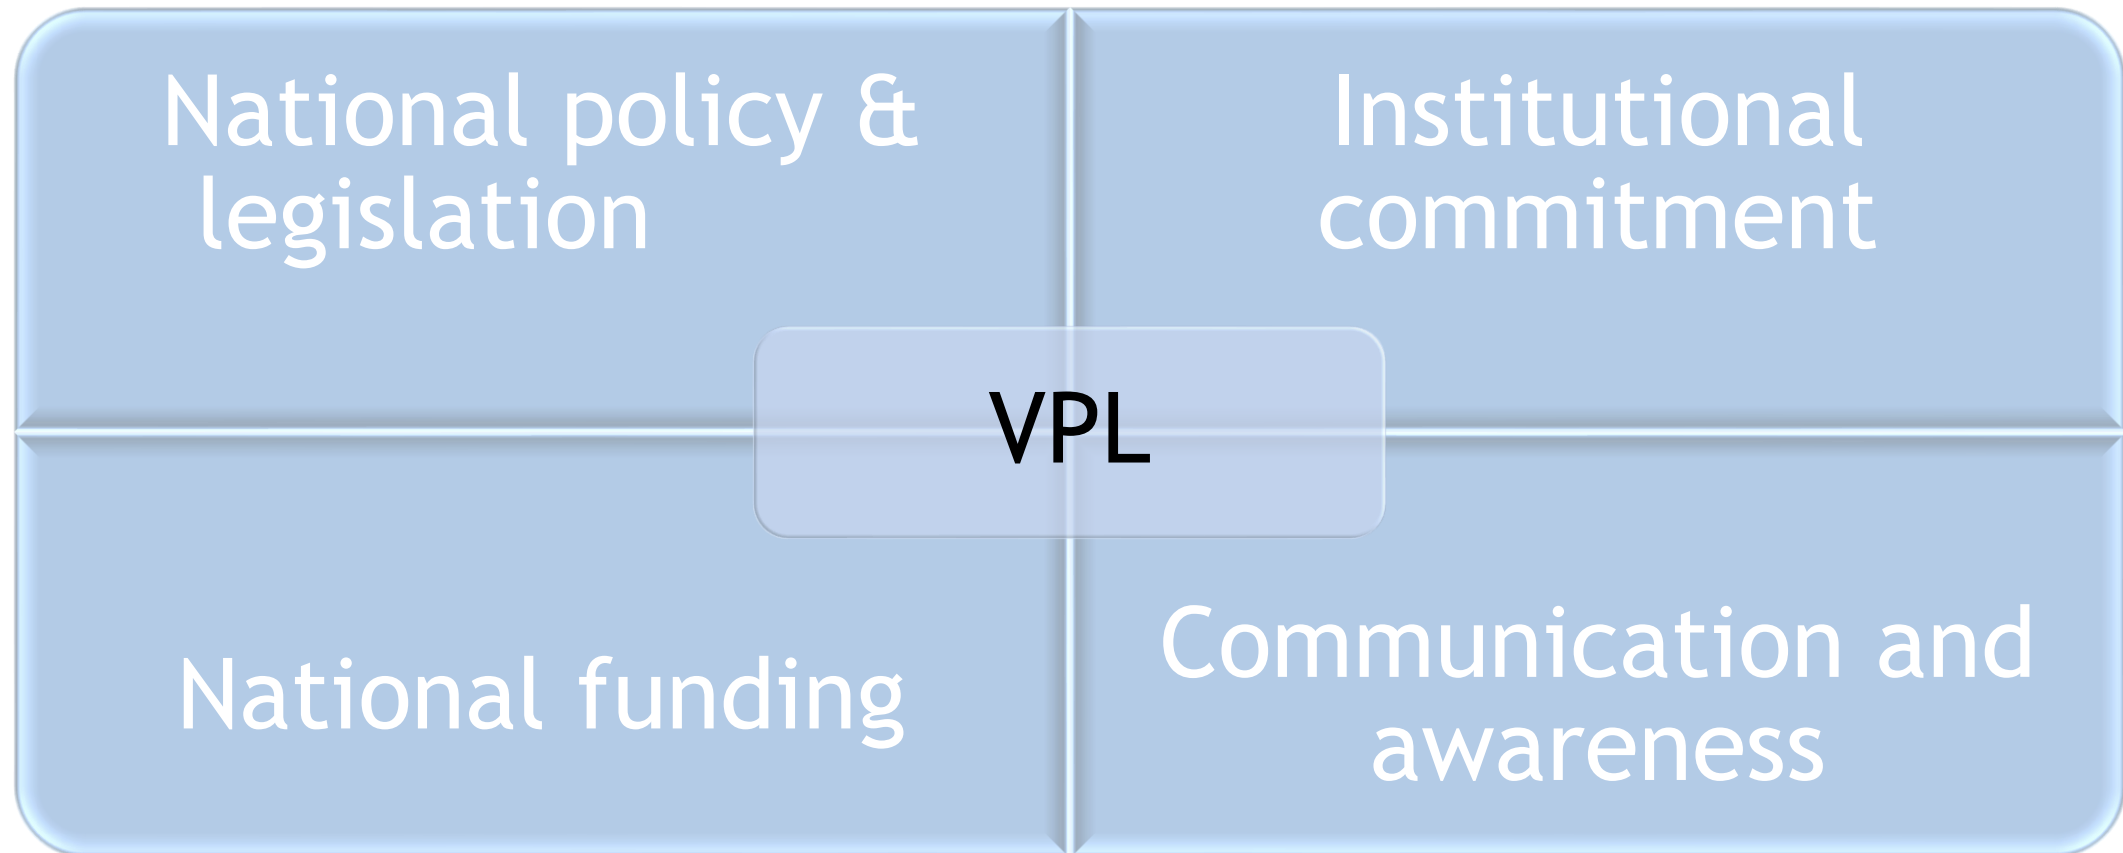 National policy &
legislation
Institutional
commitment
VPL
National funding
Communication and
awareness